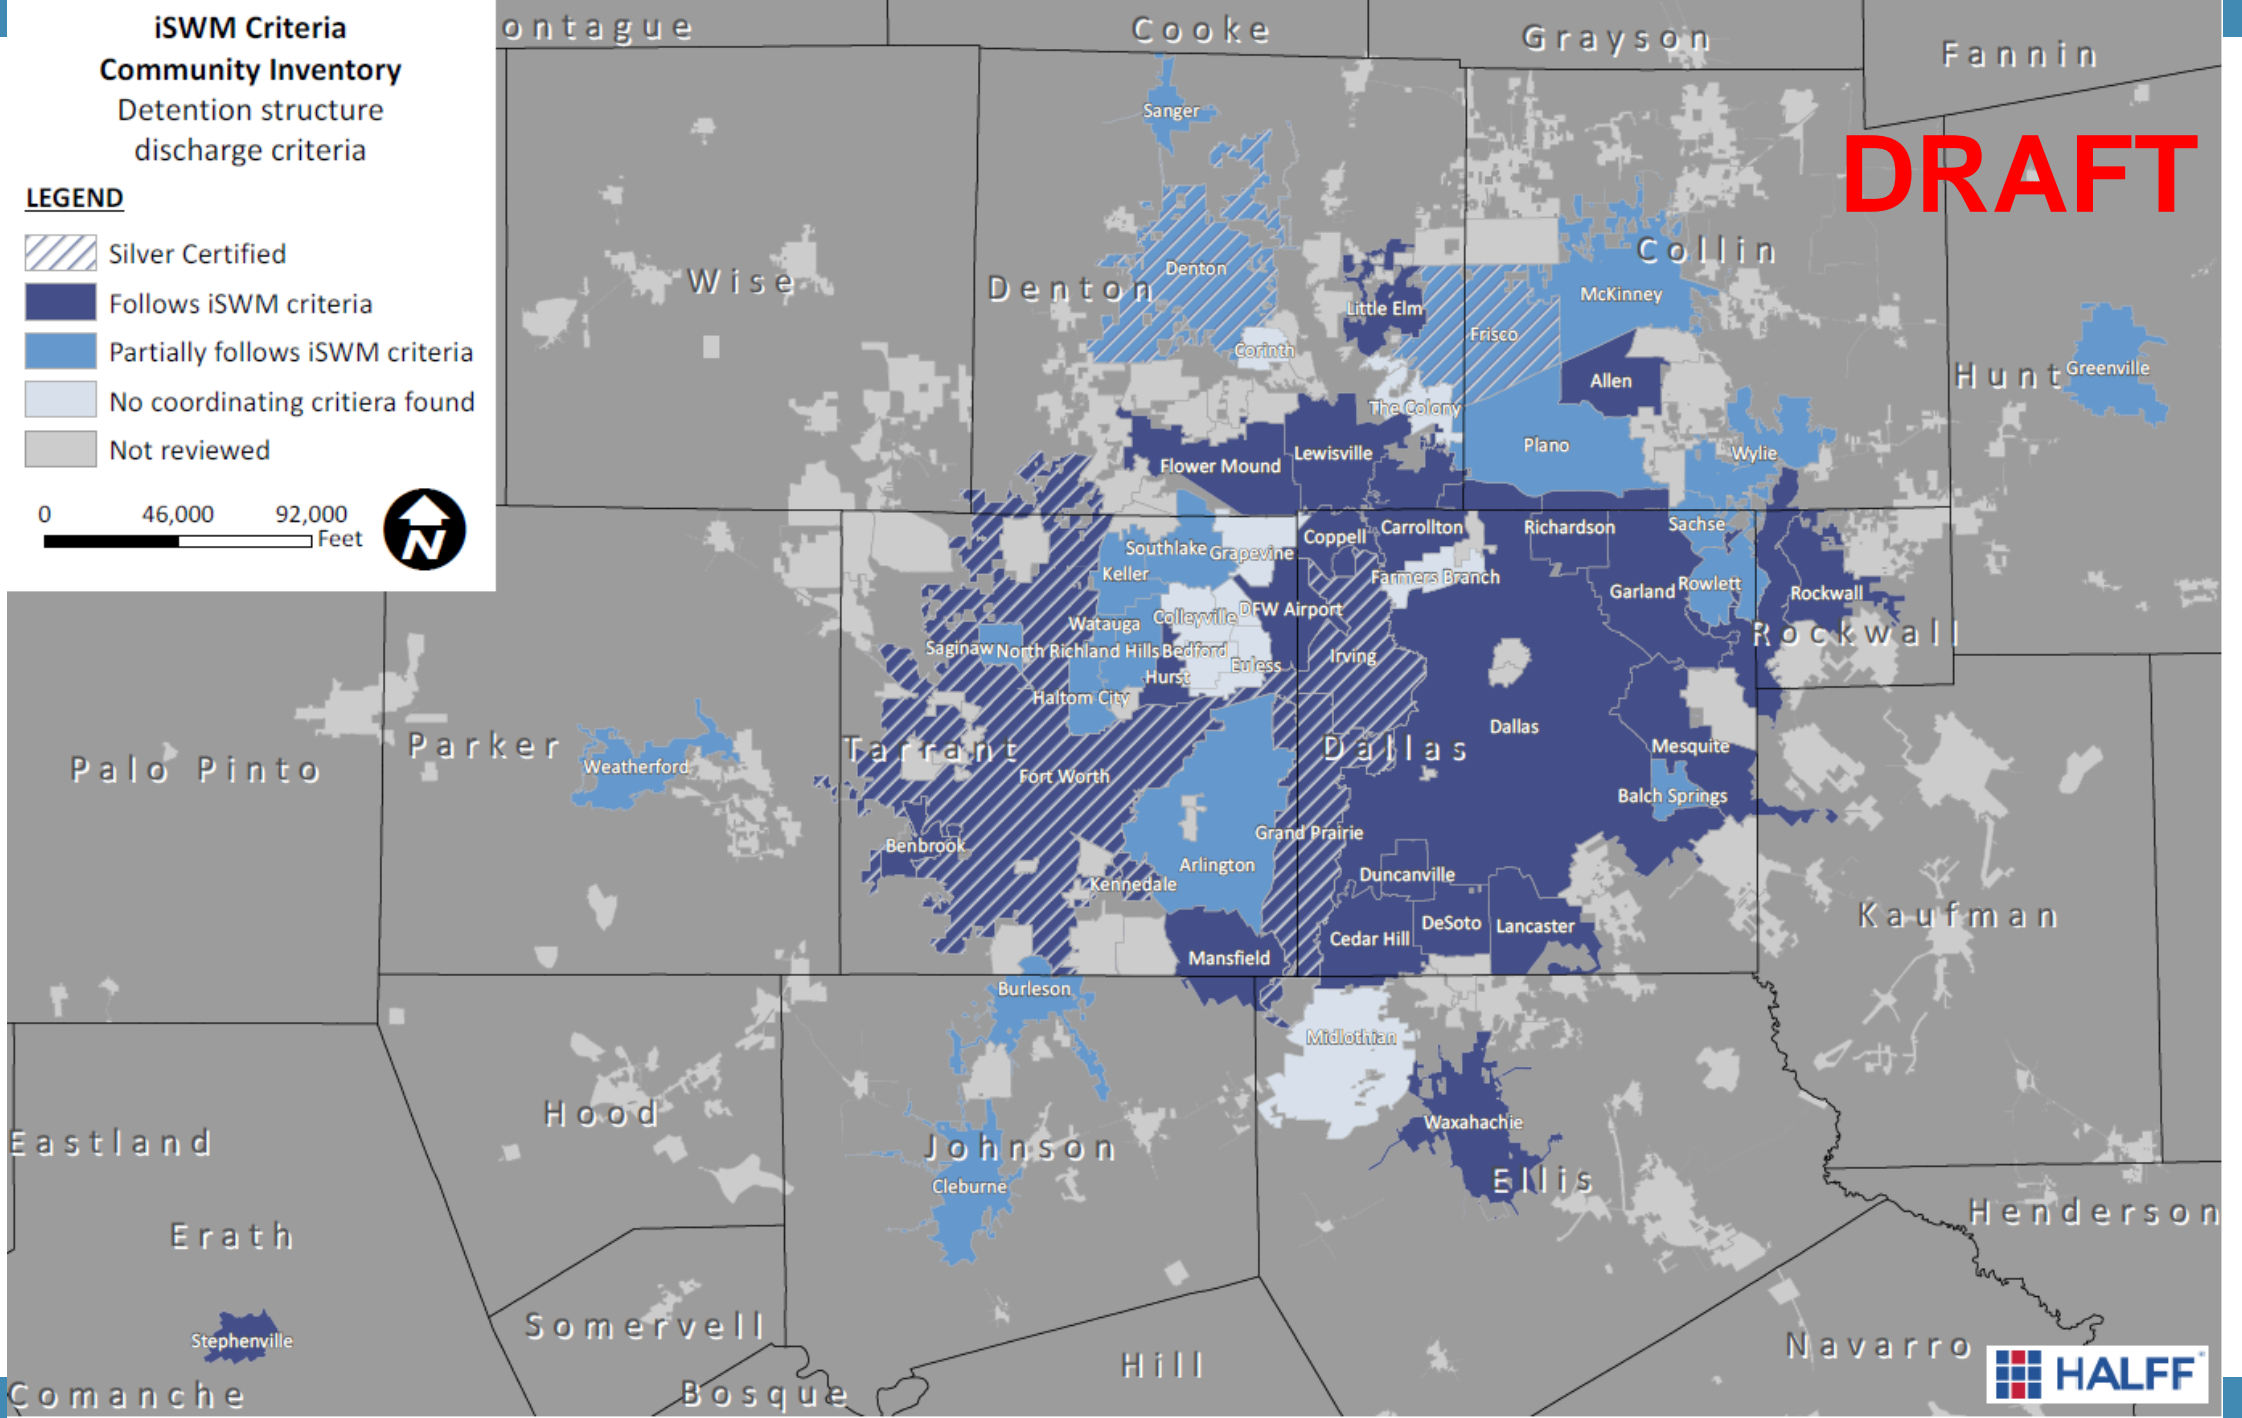 iSWM Criteria
Community Inventory
Detention structure
discharge criteria
LEGEND
Silver Certified
Follows iSWM criteria
Partially follows iSWM criteria
No coordinating critiera found
Not reviewed
0 46,000 92,000
Feet
N
DRAFT
ontague
Cooke
Grayson
Fannin
Sanger
Wise
Denton
Denton
Collin
Little Elm
McKinney
Frisco
Corinth
Allen
Hunt
Greenville
The Colony
Plano
Flower Mound
Lewisville
Wylie
Coppell
Carrollton
Richardson
Sachse
Southlake
Grapevine
Keller
Farmers Branch
Garland
Rowlett
Rockwall
Rockwall
Colleyville
DFW Airport
Watauga
Saginaw
North Richland Hills
Bedford
Euless
Irving
Hurst
Haltom City
Palo Pinto
Parker
Weatherford
Tarrant
Fort Worth
Dallas
Dallas
Mesquite
Balch Springs
Grand Prairie
Benbrook
Arlington
Kennedale
Duncanville
DeSoto
Lancaster
Cedar Hill
Mansfield
Kaufman
Burleson
Midlothian
Waxahachie
Hood
Johnson
Cleburne
Ellis
Eastland
Erath
Henderson
Stephenville
Somervell
Navarro
Hill
Comanche
Bosque
HALFF